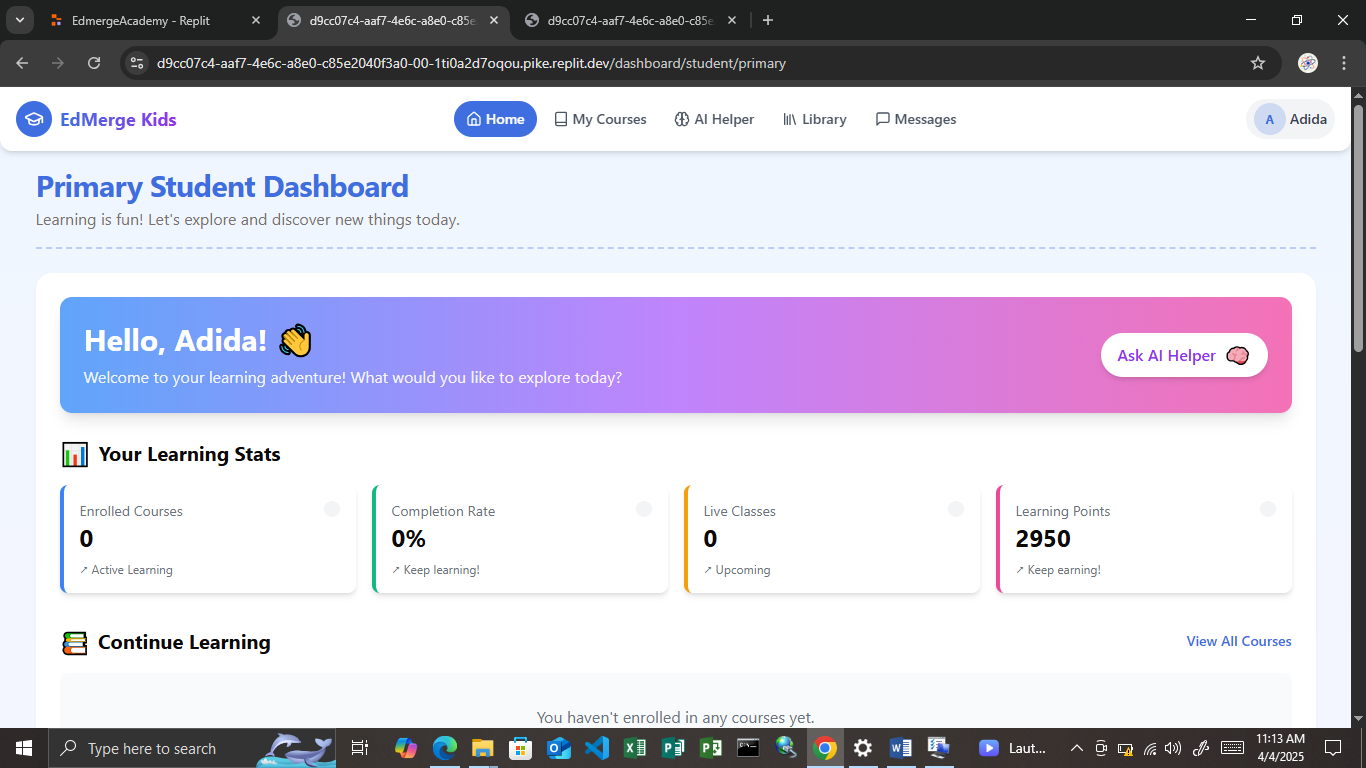 EdmergeAcademy - Replit
d9cc07c4-aaf7-4e6c-a8e0-c85e
d9cc07c4-aaf7-4e6c-a8e0-c85e
d9cc07c4-aaf7-4e6c-a8e0-c85e2040f3a0-00-1ti0a2d7oqou.pike.replit.dev/dashboard/student/primary
EdMerge Kids
Home
My Courses
AI Helper
Library
Messages
A
Adida
Primary Student Dashboard
Learning is fun! Let's explore and discover new things today.
Hello, Adida! 👋
Welcome to your learning adventure! What would you like to explore today?
Ask AI Helper 🧠
📊 Your Learning Stats
Enrolled Courses
0
↗ Active Learning
Completion Rate
0%
↗ Keep learning!
Live Classes
0
↗ Upcoming
Learning Points
2950
↗ Keep earning!
📚 Continue Learning
View All Courses
You haven't enrolled in any courses yet.
Type here to search
Laut...
11:13 AM
4/4/2025